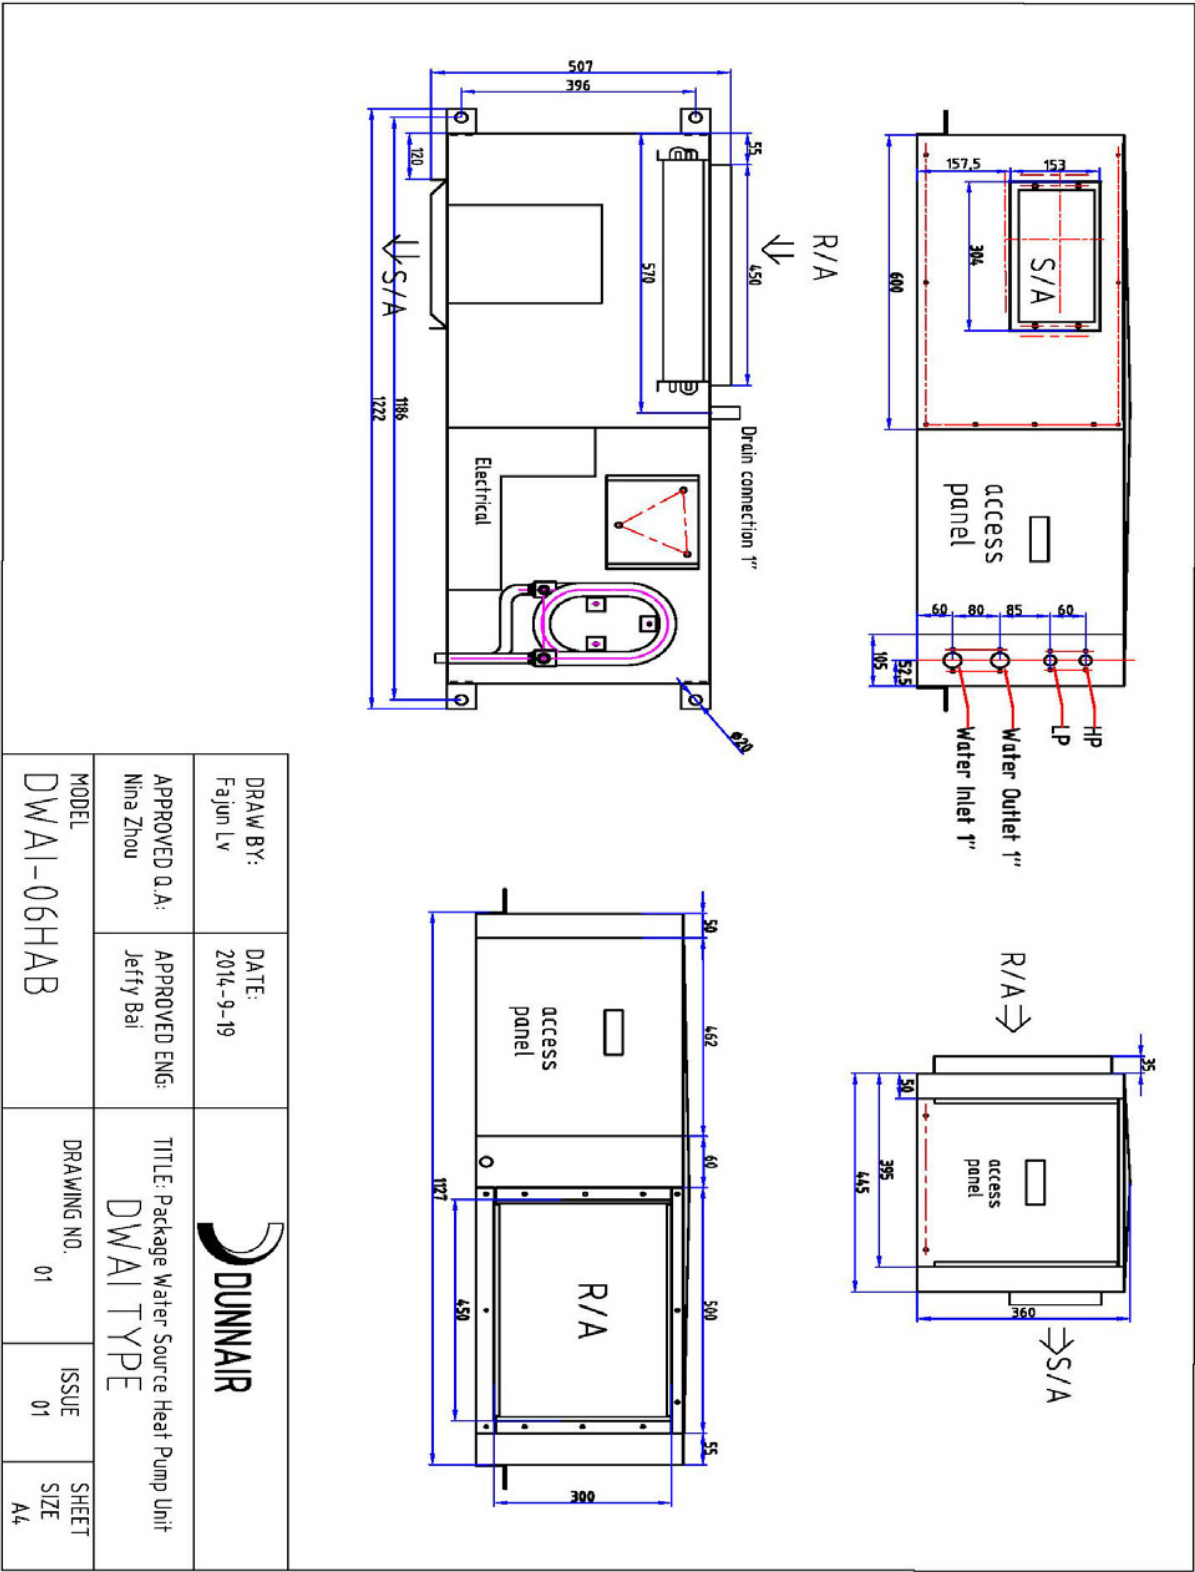 507
396
120
55
450
570
R/A
S/A
1186
1222
Drain connection 1"
Electrical
ø20
157,5
153
304
S/A
600
access
panel
60
80
85
60
105
52,5
HP
LP
Water Outlet 1"
Water Inlet 1"
R/A
35
50
395
445
access
panel
360
S/A
50
462
60
500
55
access
panel
1127
R/A
450
300
DRAW BY:
Fajun Lv
DATE:
2014-9-19
DUNNAIR
APPROVED Q.A:
Nina Zhou
APPROVED ENG:
Jeffy Bai
TITLE: Package Water Source Heat Pump Unit
DWAI TYPE
MODEL
DWAI-06HAB
DRAWING NO.
01
ISSUE
01
SHEET
SIZE
A4